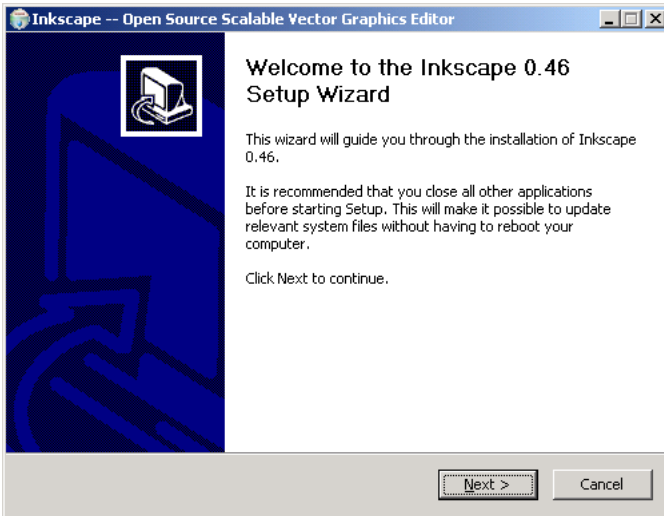 Inkscape -- Open Source Scalable Vector Graphics Editor
Welcome to the Inkscape 0.46
Setup Wizard
This wizard will guide you through the installation of Inkscape
0.46.
It is recommended that you close all other applications
before starting Setup. This will make it possible to update
relevant system files without having to reboot your
computer.
Click Next to continue.
Next >
Cancel